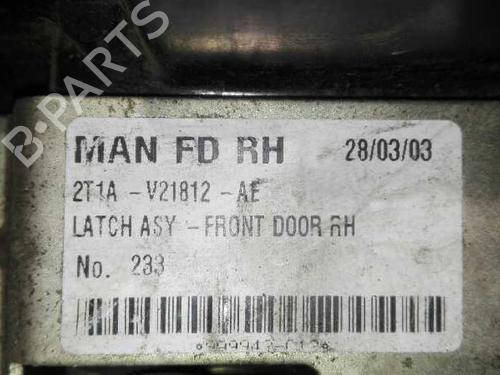 B-PARTS
MAN FD RH 28/03/03
2T1A -V21812 -AE
LATCH ASY -FRONT DOOR RH
No. 233